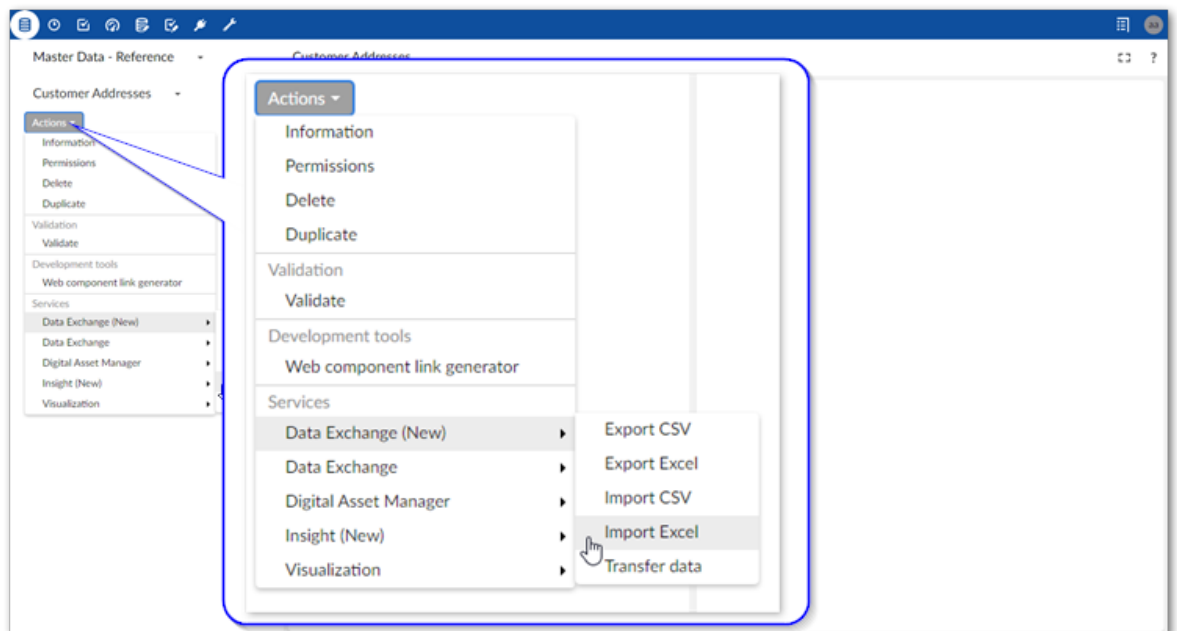 aa
Master Data - Reference
Customer Addresses
?
Customer Addresses
Actions
Information
Permissions
Delete
Duplicate
Validation
Validate
Development tools
Web component link generator
Services
Data Exchange (New)
Data Exchange
Digital Asset Manager
Insight (New)
Visualization
Actions
Information
Permissions
Delete
Duplicate
Validation
Validate
Development tools
Web component link generator
Services
Data Exchange (New)
Data Exchange
Digital Asset Manager
Insight (New)
Visualization
Export CSV
Export Excel
Import CSV
Import Excel
Transfer data